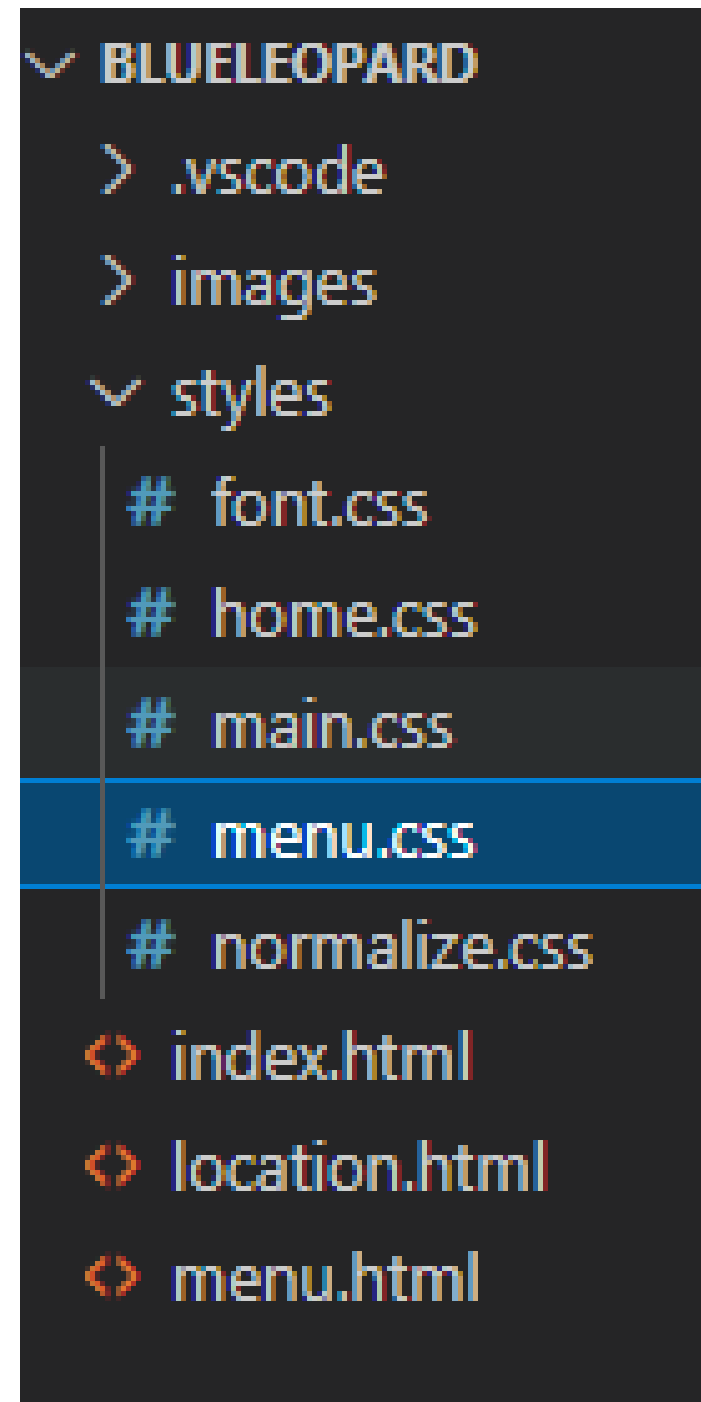 BLUELEOPARD
.vscode
images
styles
# font.css
# home.css
# main.css
# menu.css
# normalize.css
<> index.html
<> location.html
<> menu.html